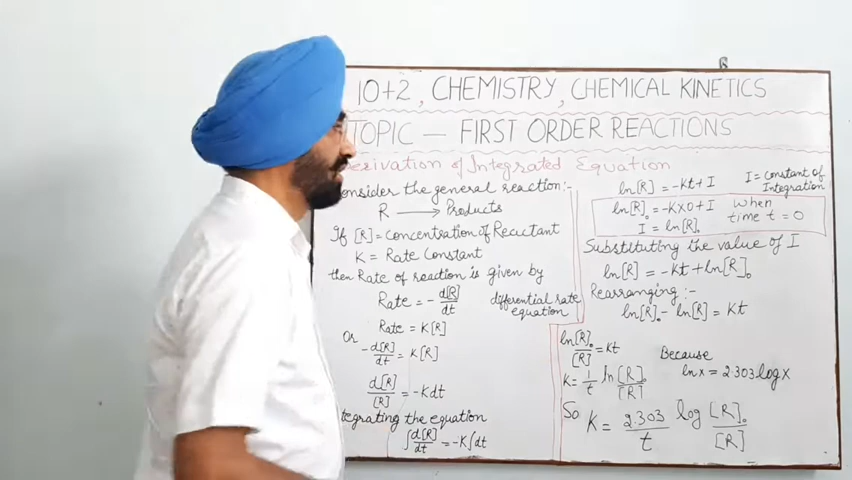 10+2, CHEMISTRY, CHEMICAL KINETICS
TOPIC — FIRST ORDER REACTIONS
Derivation of Integrated Equation
Consider the general reaction:-
R ⟶ Products
If [R] = Concentration of Reactant
K = Rate Constant
then Rate of reaction is given by
Rate = - d[R]/dt differential rate equation
Rate = K[R]
Or
-d[R]/dt = K[R]
d[R]/[R] = -Kdt
tegrating the equation
∫d[R]/dt = -K∫dt
ln[R] = -Kt + I I = Constant of Integration
ln[R]₀ = -K×0 + I When time t = 0
I = ln[R]₀
Substituting the value of I
ln[R] = -Kt + ln[R]₀
Rearranging :-
ln[R]₀ - ln[R] = Kt
ln[R]₀/[R] = Kt
Because
ln x = 2.303 log x
K = 1/t ln [R]₀/[R]
So K = 2.303/t log [R]₀/[R]